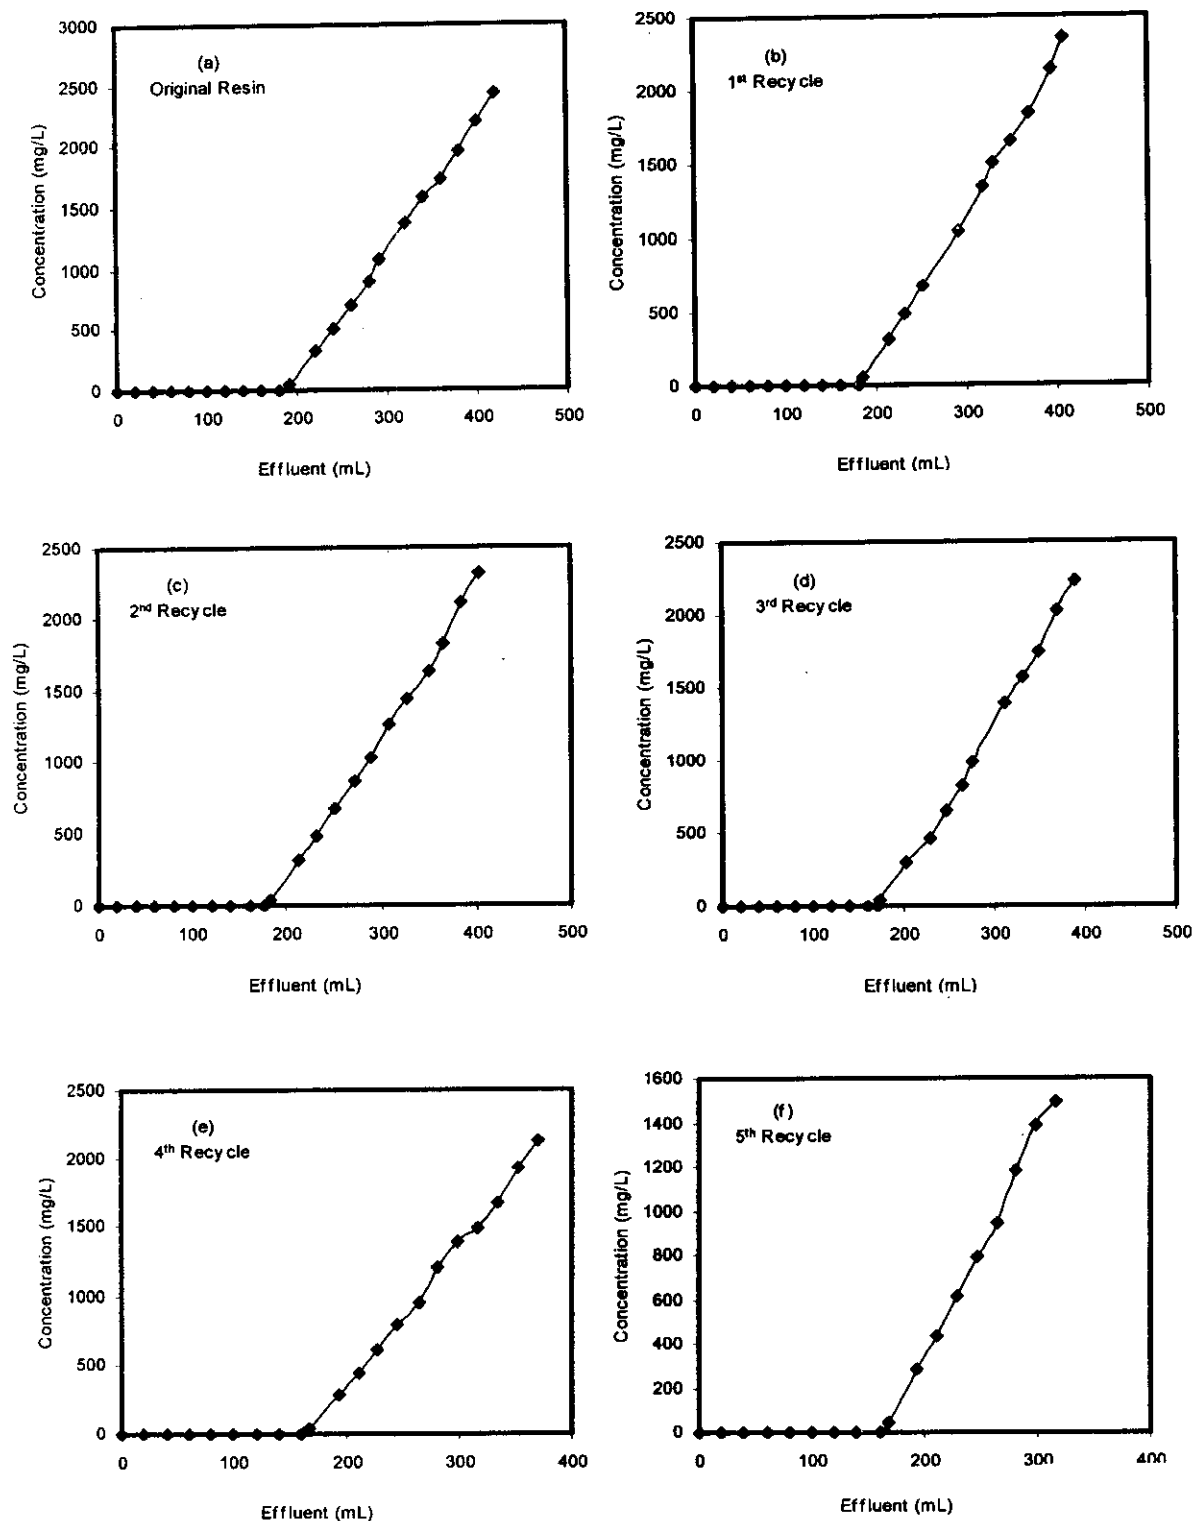 (a)
Original Resin
3000
2500
2000
1500
1000
500
0
Concentration (mg/L)
0 100 200 300 400 500
Effluent (mL)
(b)
1st Recycle
2500
2000
1500
1000
500
0
Concentration (mg/L)
0 100 200 300 400 500
Effluent (mL)
(c)
2nd Recycle
2500
2000
1500
1000
500
0
Concentration (mg/L)
0 100 200 300 400 500
Effluent (mL)
(d)
3rd Recycle
2500
2000
1500
1000
500
0
Concentration (mg/L)
0 100 200 300 400 500
Effluent (mL)
(e)
4th Recycle
2500
2000
1500
1000
500
0
Concentration (mg/L)
0 100 200 300 400
Effluent (mL)
(f)
5th Recycle
1600
1400
1200
1000
800
600
400
200
0
Concentration (mg/L)
0 100 200 300 400
Effluent (mL)